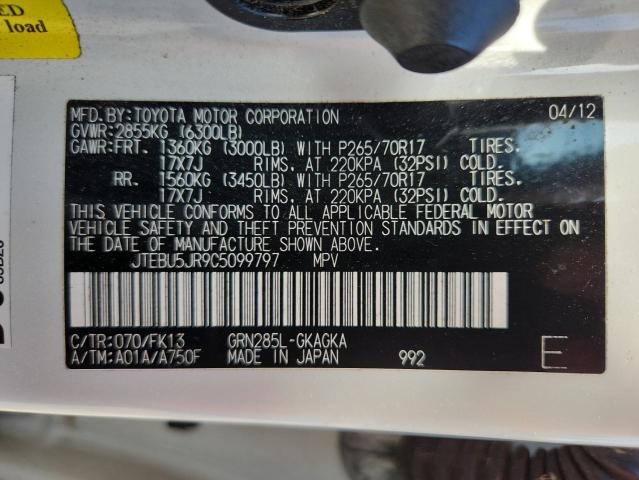 ED
load
MFD. BY: TOYOTA MOTOR CORPORATION 04/12
GVWR: 2855KG (6300LB)
GAWR: FRT. 1360KG (3000LB) WITH P265/70R17 TIRES.
17X7J RIMS, AT 220KPA (32PSI) COLD.
RR. 1560KG (3450LB) WITH P265/70R17 TIRES.
17X7J RIMS, AT 220KPA (32PSI) COLD.
THIS VEHICLE CONFORMS TO ALL APPLICABLE FEDERAL MOTOR
VEHICLE SAFETY AND THEFT PREVENTION STANDARDS IN EFFECT ON
THE DATE OF MANUFACTURE SHOWN ABOVE.
JTEBU5JR9C5099797 MPV
C/TR: 070/FK13 GRN285L-GKAGKA
A/TM: A01A/A750F MADE IN JAPAN 992 E